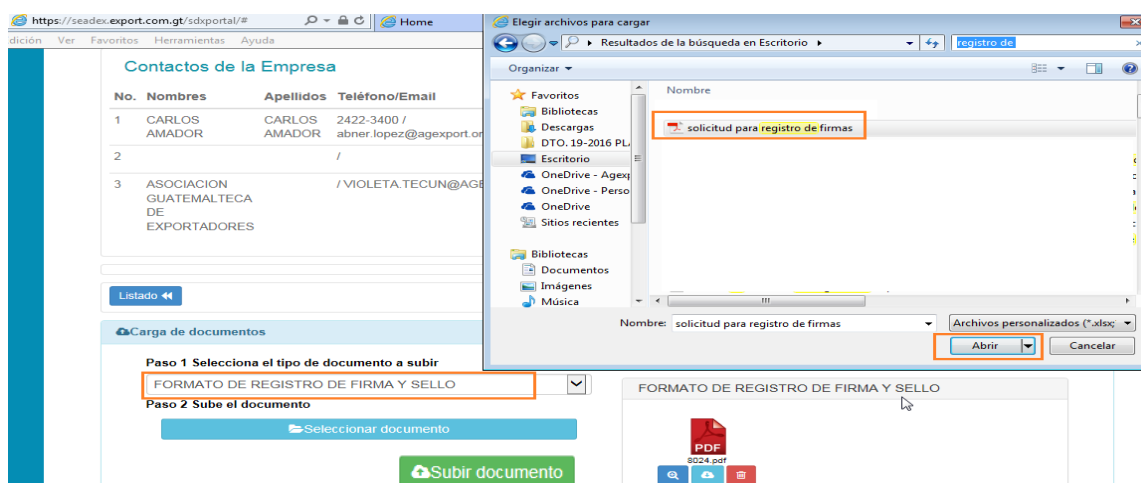 https://seadex.export.com.gt/sdxportal/#
Home
dición Ver Favoritos Herramientas Ayuda
Contactos de la Empresa
No. Nombres Apellidos Teléfono/Email
1 CARLOS AMADOR CARLOS AMADOR 2422-3400 / abner.lopez@agexport.or
2 /
3 ASOCIACION GUATEMALTECA DE EXPORTADORES / VIOLETA.TECUN@AGE
Listado
Carga de documentos
Paso 1 Selecciona el tipo de documento a subir
FORMATO DE REGISTRO DE FIRMA Y SELLO
Paso 2 Sube el documento
Seleccionar documento
Subir documento
FORMATO DE REGISTRO DE FIRMA Y SELLO
PDF
8024.pdf
Elegir archivos para cargar
Resultados de la búsqueda en Escritorio
registro de
Organizar
Nombre
Favoritos
Bibliotecas
Descargas
DTO. 19-2016 PL
Escritorio
OneDrive - Agexp
OneDrive - Perso
OneDrive
Sitios recientes
Bibliotecas
Documentos
Imágenes
Música
solicitud para registro de firmas
Nombre: solicitud para registro de firmas
Archivos personalizados (*.xlsx;
Abrir
Cancelar